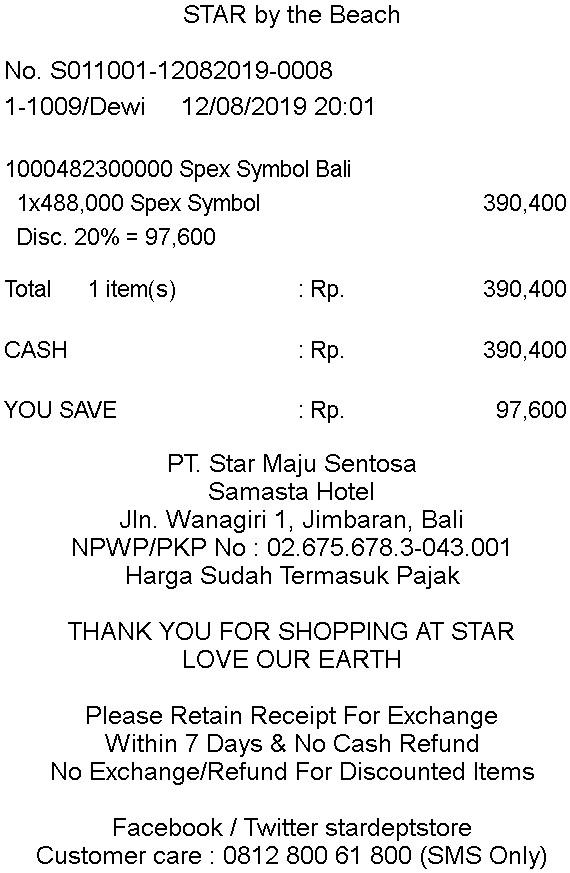 STAR by the Beach
No. S011001-12082019-0008
1-1009/Dewi 12/08/2019 20:01
1000482300000 Spex Symbol Bali
1x488,000 Spex Symbol 390,400
Disc. 20% = 97,600
Total 1 item(s) : Rp. 390,400
CASH : Rp. 390,400
YOU SAVE : Rp. 97,600
PT. Star Maju Sentosa
Samasta Hotel
Jln. Wanagiri 1, Jimbaran, Bali
NPWP/PKP No : 02.675.678.3-043.001
Harga Sudah Termasuk Pajak
THANK YOU FOR SHOPPING AT STAR
LOVE OUR EARTH
Please Retain Receipt For Exchange
Within 7 Days & No Cash Refund
No Exchange/Refund For Discounted Items
Facebook / Twitter stardeptstore
Customer care : 0812 800 61 800 (SMS Only)